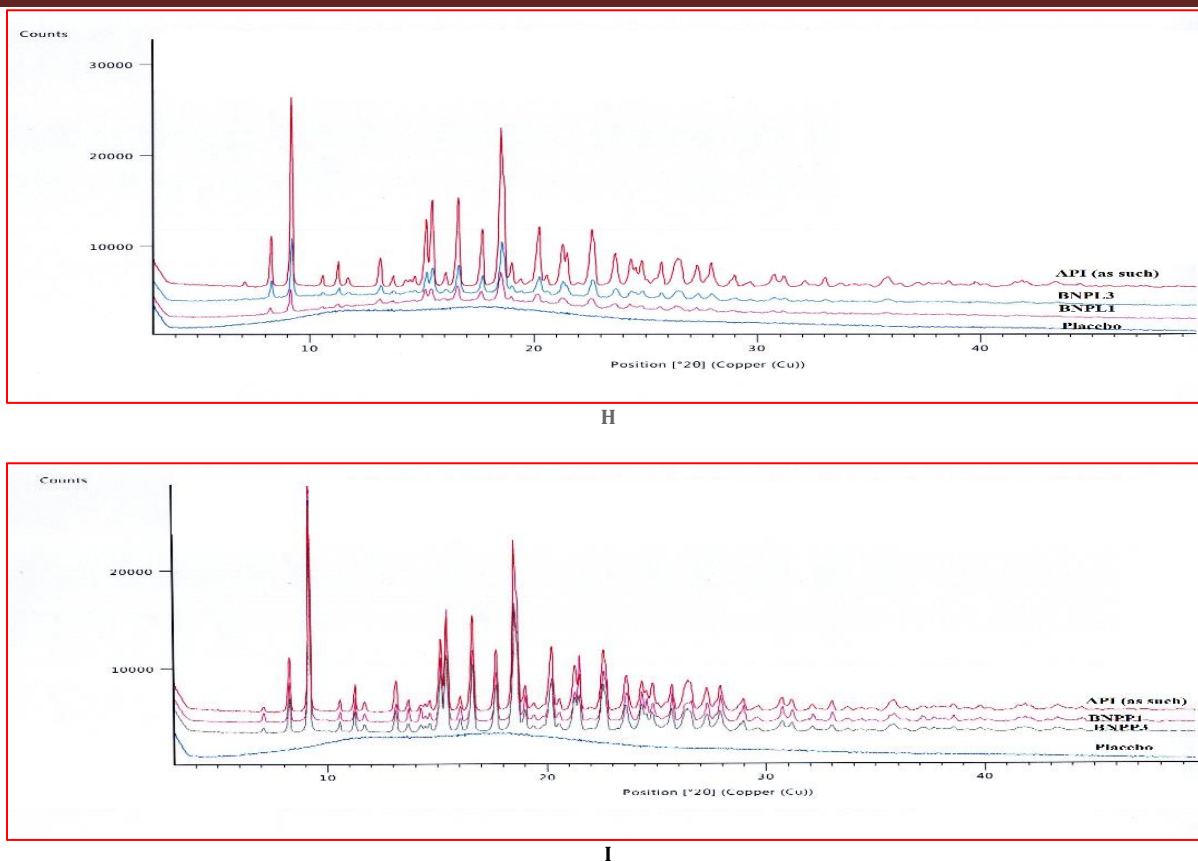 Counts
30000
20000
10000
API (as such)
BNPL3
BNPL1
Placebo
10 20 30 40
Position [°2θ] (Copper (Cu))
H
Counts
20000
10000
API (as such)
BNPP1
BNPP3
Placebo
10 20 30 40
Position [°2θ] (Copper (Cu))
I